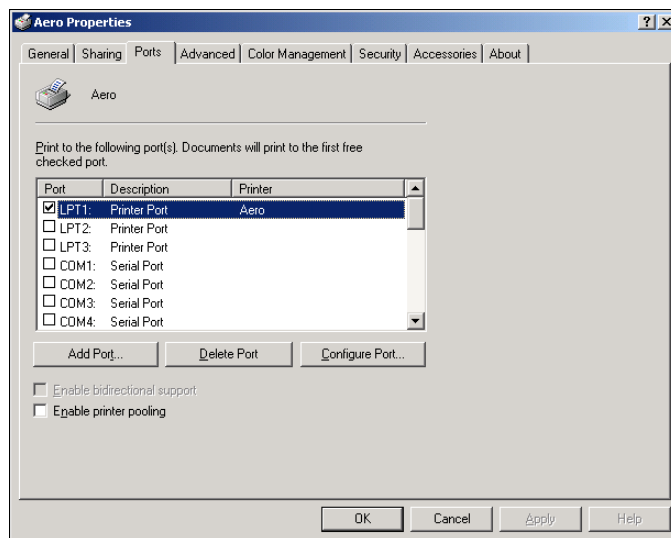 Aero Properties
General Sharing Ports Advanced Color Management Security Accessories About
Aero
Print to the following port(s). Documents will print to the first free
checked port.
Port Description Printer
LPT1: Printer Port Aero
LPT2: Printer Port
LPT3: Printer Port
COM1: Serial Port
COM2: Serial Port
COM3: Serial Port
COM4: Serial Port
Add Port... Delete Port Configure Port...
Enable bidirectional support
Enable printer pooling
OK Cancel Apply Help